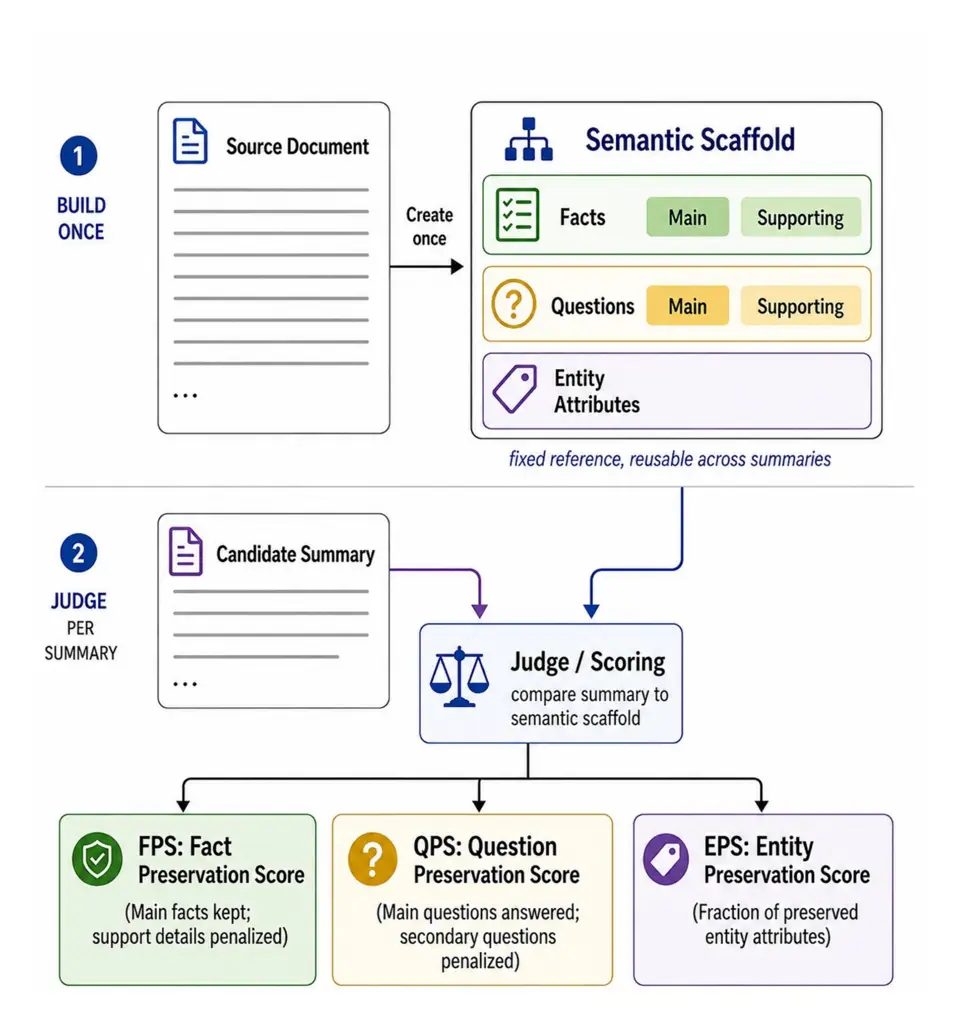 1
BUILD
ONCE
Source Document
...
Create
once
Semantic Scaffold
Facts
Main
Supporting
Questions
Main
Supporting
Entity
Attributes
fixed reference, reusable across summaries
2
JUDGE
PER
SUMMARY
Candidate Summary
...
Judge / Scoring
compare summary to
semantic scaffold
FPS: Fact
Preservation Score
(Main facts kept;
support details penalized)
QPS: Question
Preservation Score
(Main questions answered;
secondary questions
penalized)
EPS: Entity
Preservation Score
(Fraction of preserved
entity attributes)